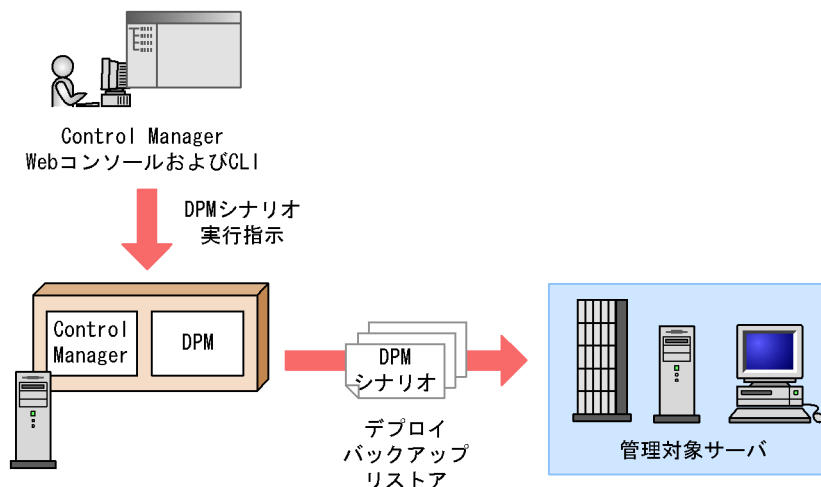 Control Manager
WebコンソールおよびCLI
DPMシナリオ
実行指示
Control
Manager
DPM
DPM
シナリオ
デプロイ
バックアップ
リストア
管理対象サーバ